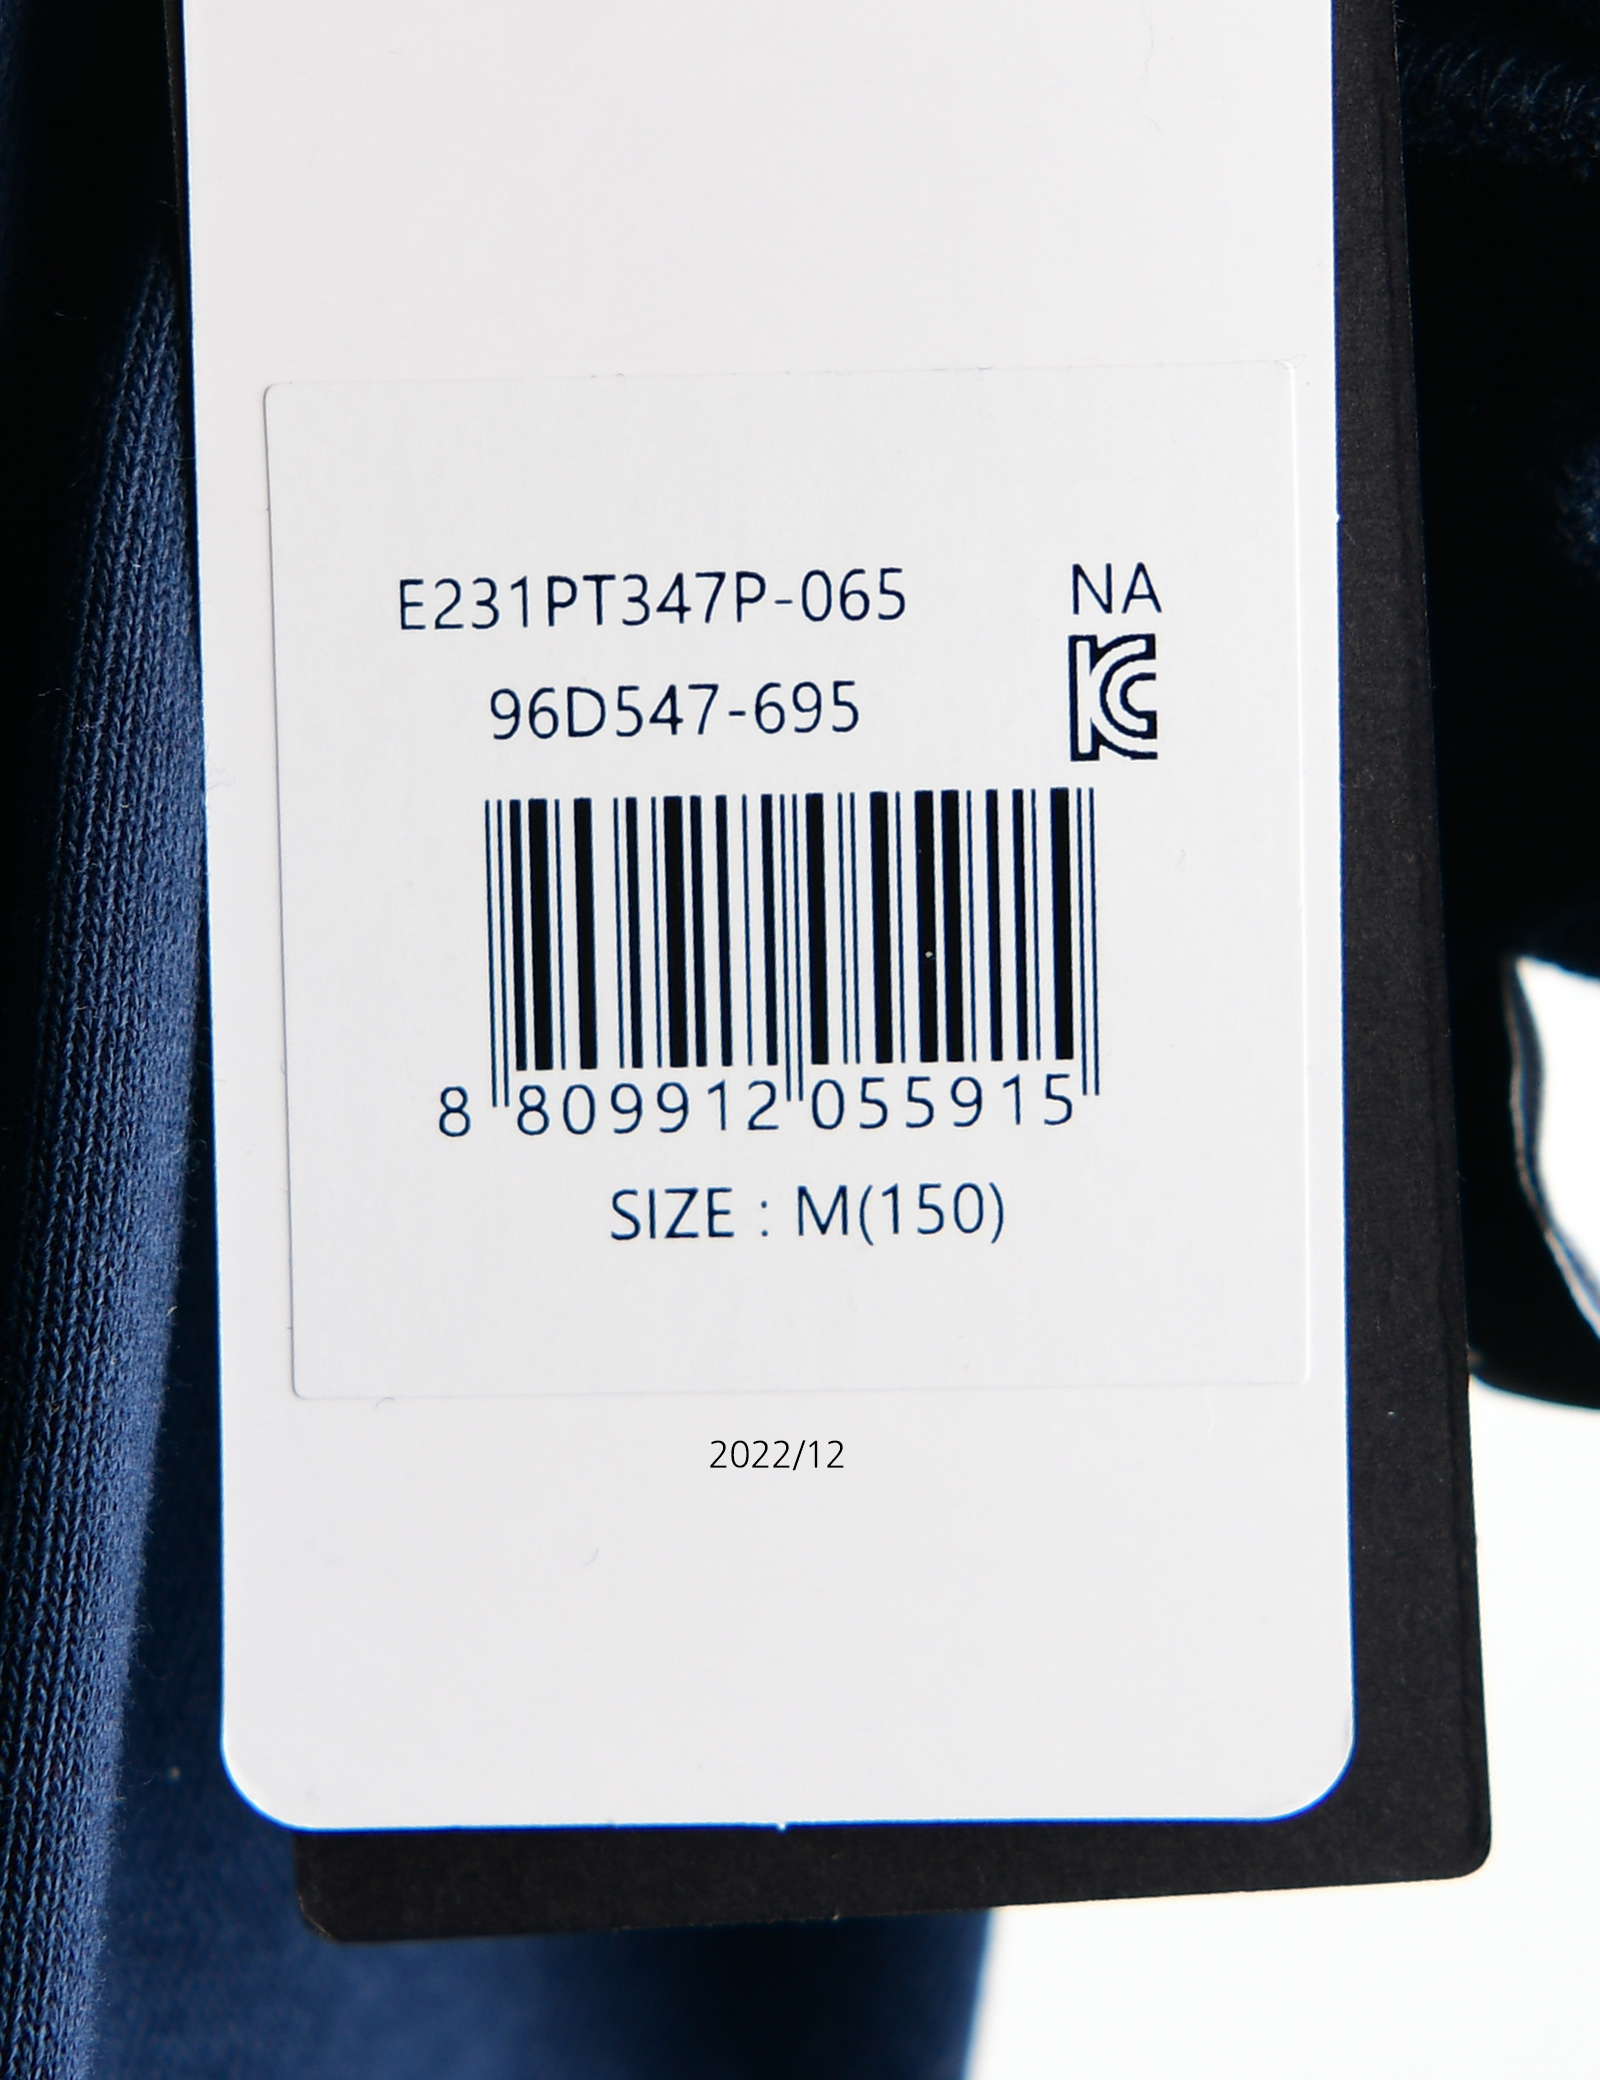 E231PT347P-065 NA
96D547-695
8 809912 055915
SIZE : M(150)
2022/12